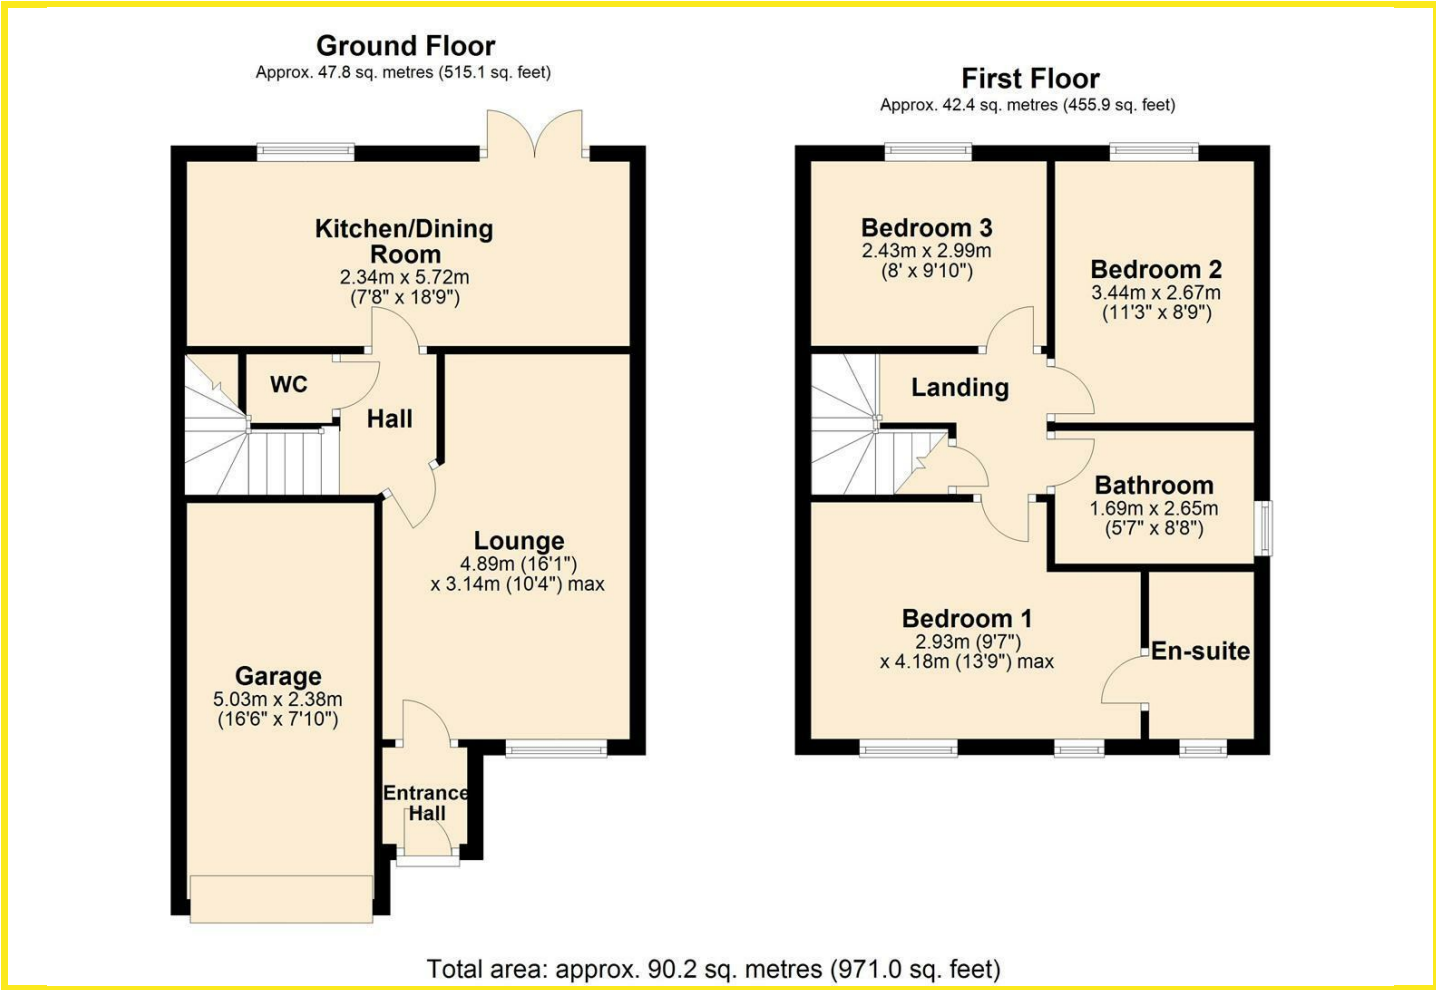 Ground Floor
Approx. 47.8 sq. metres (515.1 sq. feet)
Kitchen/Dining
Room
2.34m x 5.72m
(7'8" x 18'9")
WC
Hall
Lounge
4.89m (16'1")
x 3.14m (10'4") max
Garage
5.03m x 2.38m
(16'6" x 7'10")
Entrance
Hall
First Floor
Approx. 42.4 sq. metres (455.9 sq. feet)
Bedroom 3
2.43m x 2.99m
(8' x 9'10")
Bedroom 2
3.44m x 2.67m
(11'3" x 8'9")
Landing
Bathroom
1.69m x 2.65m
(5'7" x 8'8")
Bedroom 1
2.93m (9'7")
x 4.18m (13'9") max
En-suite
Total area: approx. 90.2 sq. metres (971.0 sq. feet)